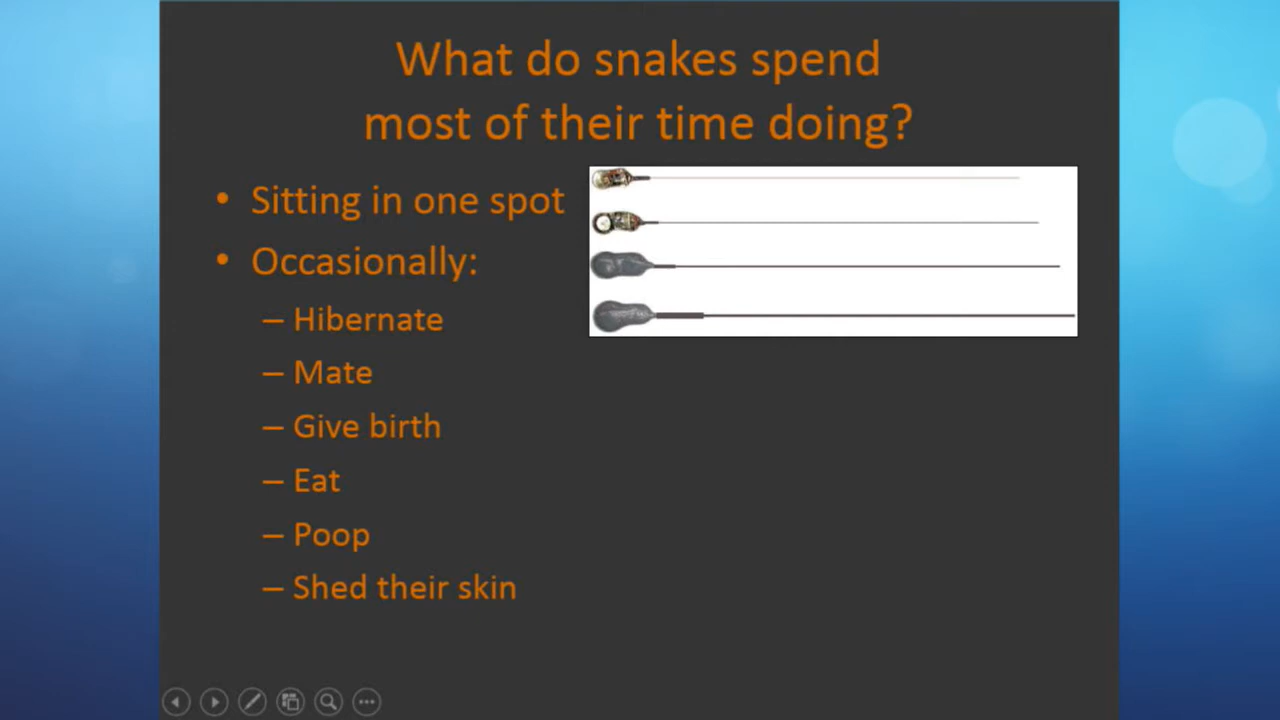 What do snakes spend
most of their time doing?
• Sitting in one spot
• Occasionally:
– Hibernate
– Mate
– Give birth
– Eat
– Poop
– Shed their skin